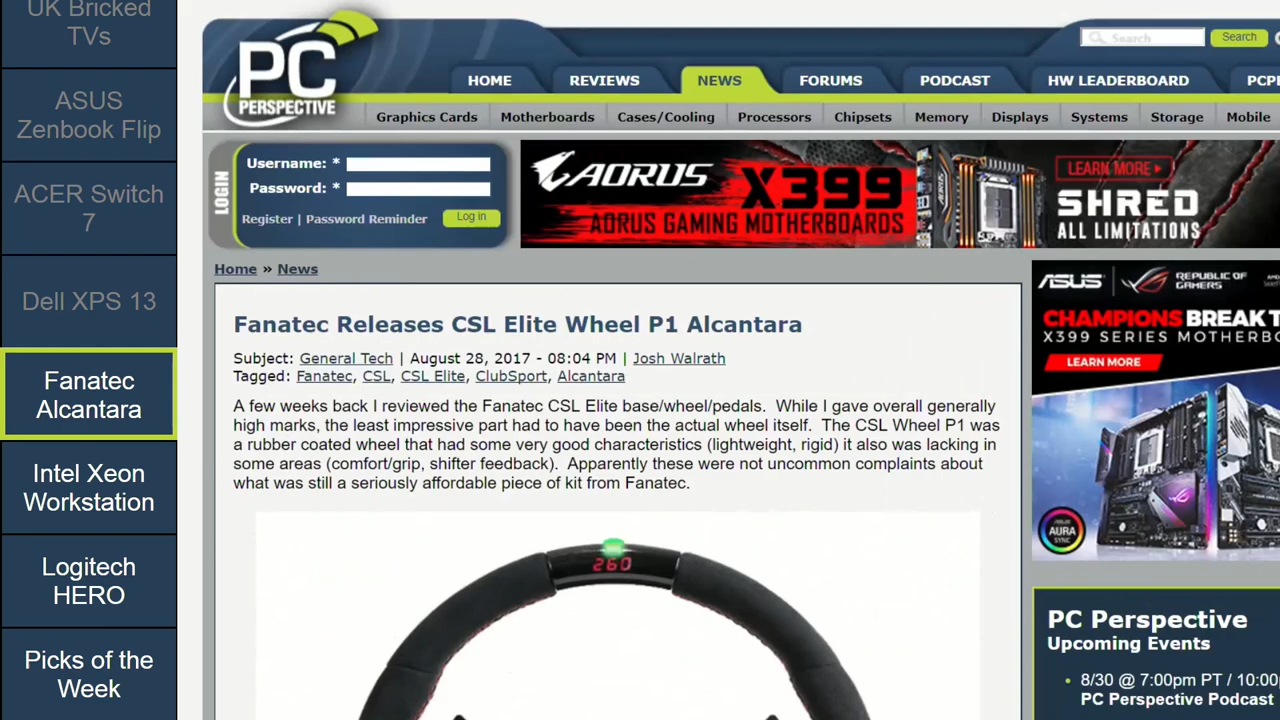 UK Bricked
TVs
ASUS
Zenbook Flip
ACER Switch
7
Dell XPS 13
Fanatec
Alcantara
Intel Xeon
Workstation
Logitech
HERO
Picks of the
Week
PC
PERSPECTIVE
Search
Search
HOME
REVIEWS
NEWS
FORUMS
PODCAST
HW LEADERBOARD
PCP
Graphics Cards
Motherboards
Cases/Cooling
Processors
Chipsets
Memory
Displays
Systems
Storage
Mobile
LOGIN
Username: *
Password: *
Register | Password Reminder
Log in
AORUS
X399
AORUS GAMING MOTHERBOARDS
LEARN MORE
SHRED
ALL LIMITATIONS
Home » News
Fanatec Releases CSL Elite Wheel P1 Alcantara
Subject: General Tech | August 28, 2017 - 08:04 PM | Josh Walrath
Tagged: Fanatec, CSL, CSL Elite, ClubSport, Alcantara
A few weeks back I reviewed the Fanatec CSL Elite base/wheel/pedals. While I gave overall generally
high marks, the least impressive part had to have been the actual wheel itself. The CSL Wheel P1 was
a rubber coated wheel that had some very good characteristics (lightweight, rigid) it also was lacking in
some areas (comfort/grip, shifter feedback). Apparently these were not uncommon complaints about
what was still a seriously affordable piece of kit from Fanatec.
260
ASUS
REPUBLIC OF
GAMERS
CHAMPIONS BREAK T
X399 SERIES MOTHERB
LEARN MORE
ASUS
AURA
SYNC
PC Perspective
Upcoming Events
• 8/30 @ 7:00pm PT / 10:00
PC Perspective Podcast